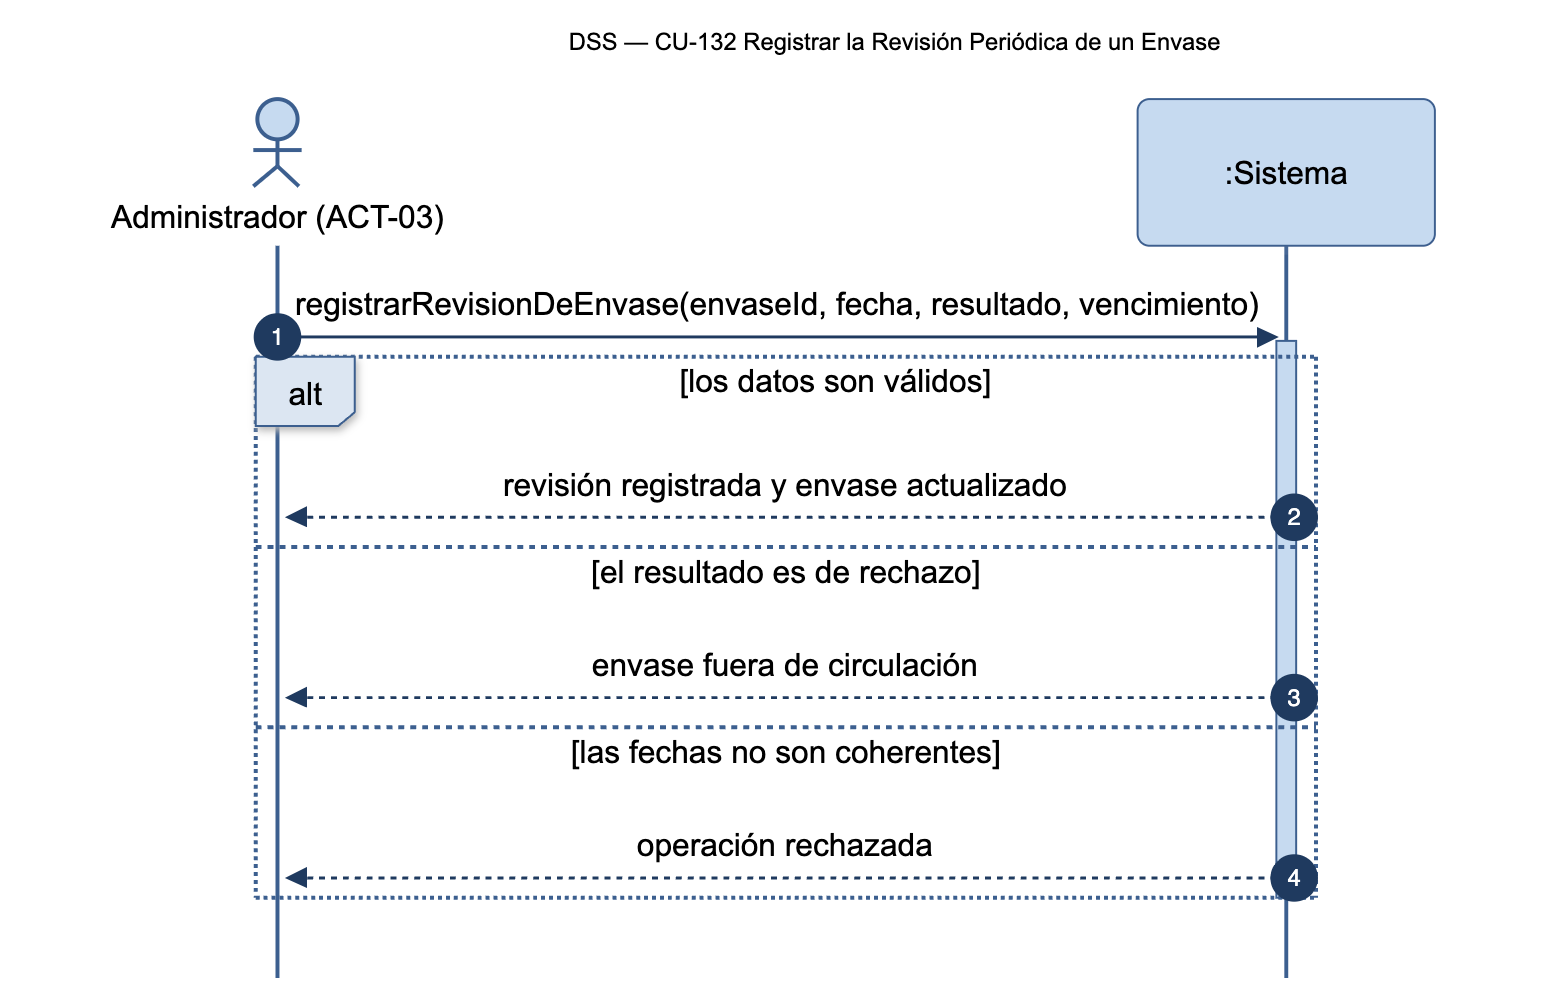 DSS — CU-132 Registrar la Revisión Periódica de un Envase
:Sistema
Administrador (ACT-03)
registrarRevisionDeEnvase(envaseId, fecha, resultado, vencimiento)
1
alt
[los datos son válidos]
revisión registrada y envase actualizado
2
[el resultado es de rechazo]
envase fuera de circulación
3
[las fechas no son coherentes]
operación rechazada
4